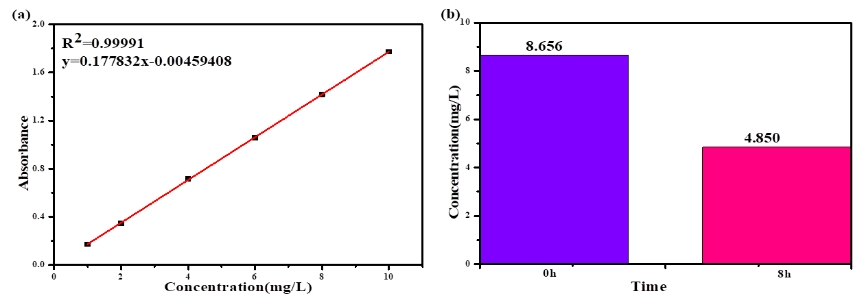 (a)
R2=0.99991
y=0.177832x-0.00459408
2.0
1.6
1.2
0.8
0.4
0.0
Absorbance
0 2 4 6 8 10
Concentration(mg/L)
(b)
10
8
6
4
2
0
Concentration(mg/L)
8.656
4.850
0h 8h
Time